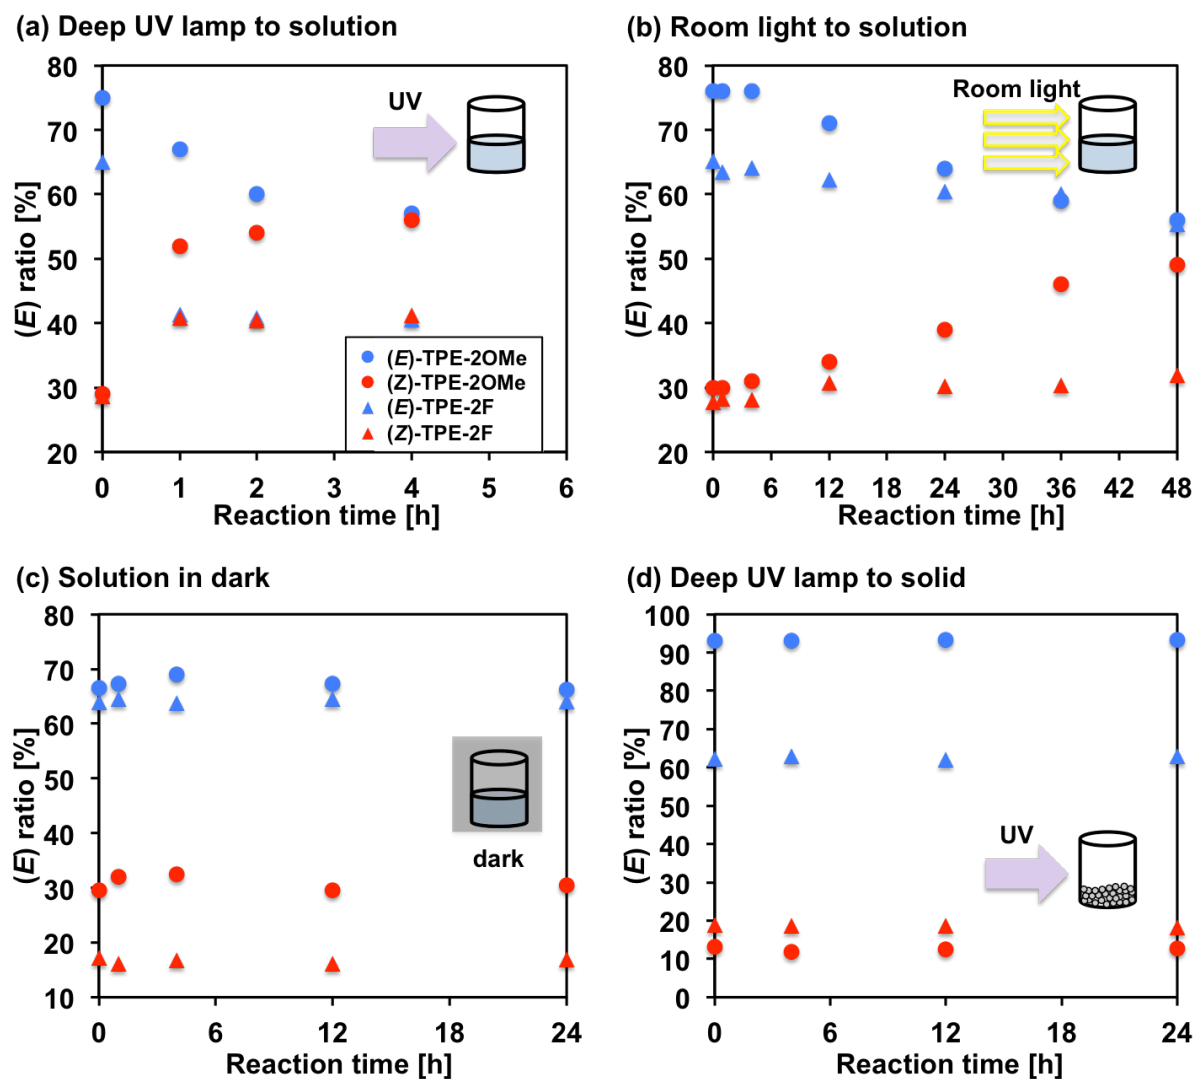 (a) Deep UV lamp to solution
80
70
60
50
40
30
20
(E) ratio [%]
UV
(E)-TPE-2OMe
(Z)-TPE-2OMe
(E)-TPE-2F
(Z)-TPE-2F
0 1 2 3 4 5 6
Reaction time [h]
(b) Room light to solution
80
70
60
50
40
30
20
(E) ratio [%]
Room light
0 6 12 18 24 30 36 42 48
Reaction time [h]
(c) Solution in dark
80
70
60
50
40
30
20
10
(E) ratio [%]
dark
0 6 12 18 24
Reaction time [h]
(d) Deep UV lamp to solid
100
90
80
70
60
50
40
30
20
10
0
(E) ratio [%]
UV
0 6 12 18 24
Reaction time [h]